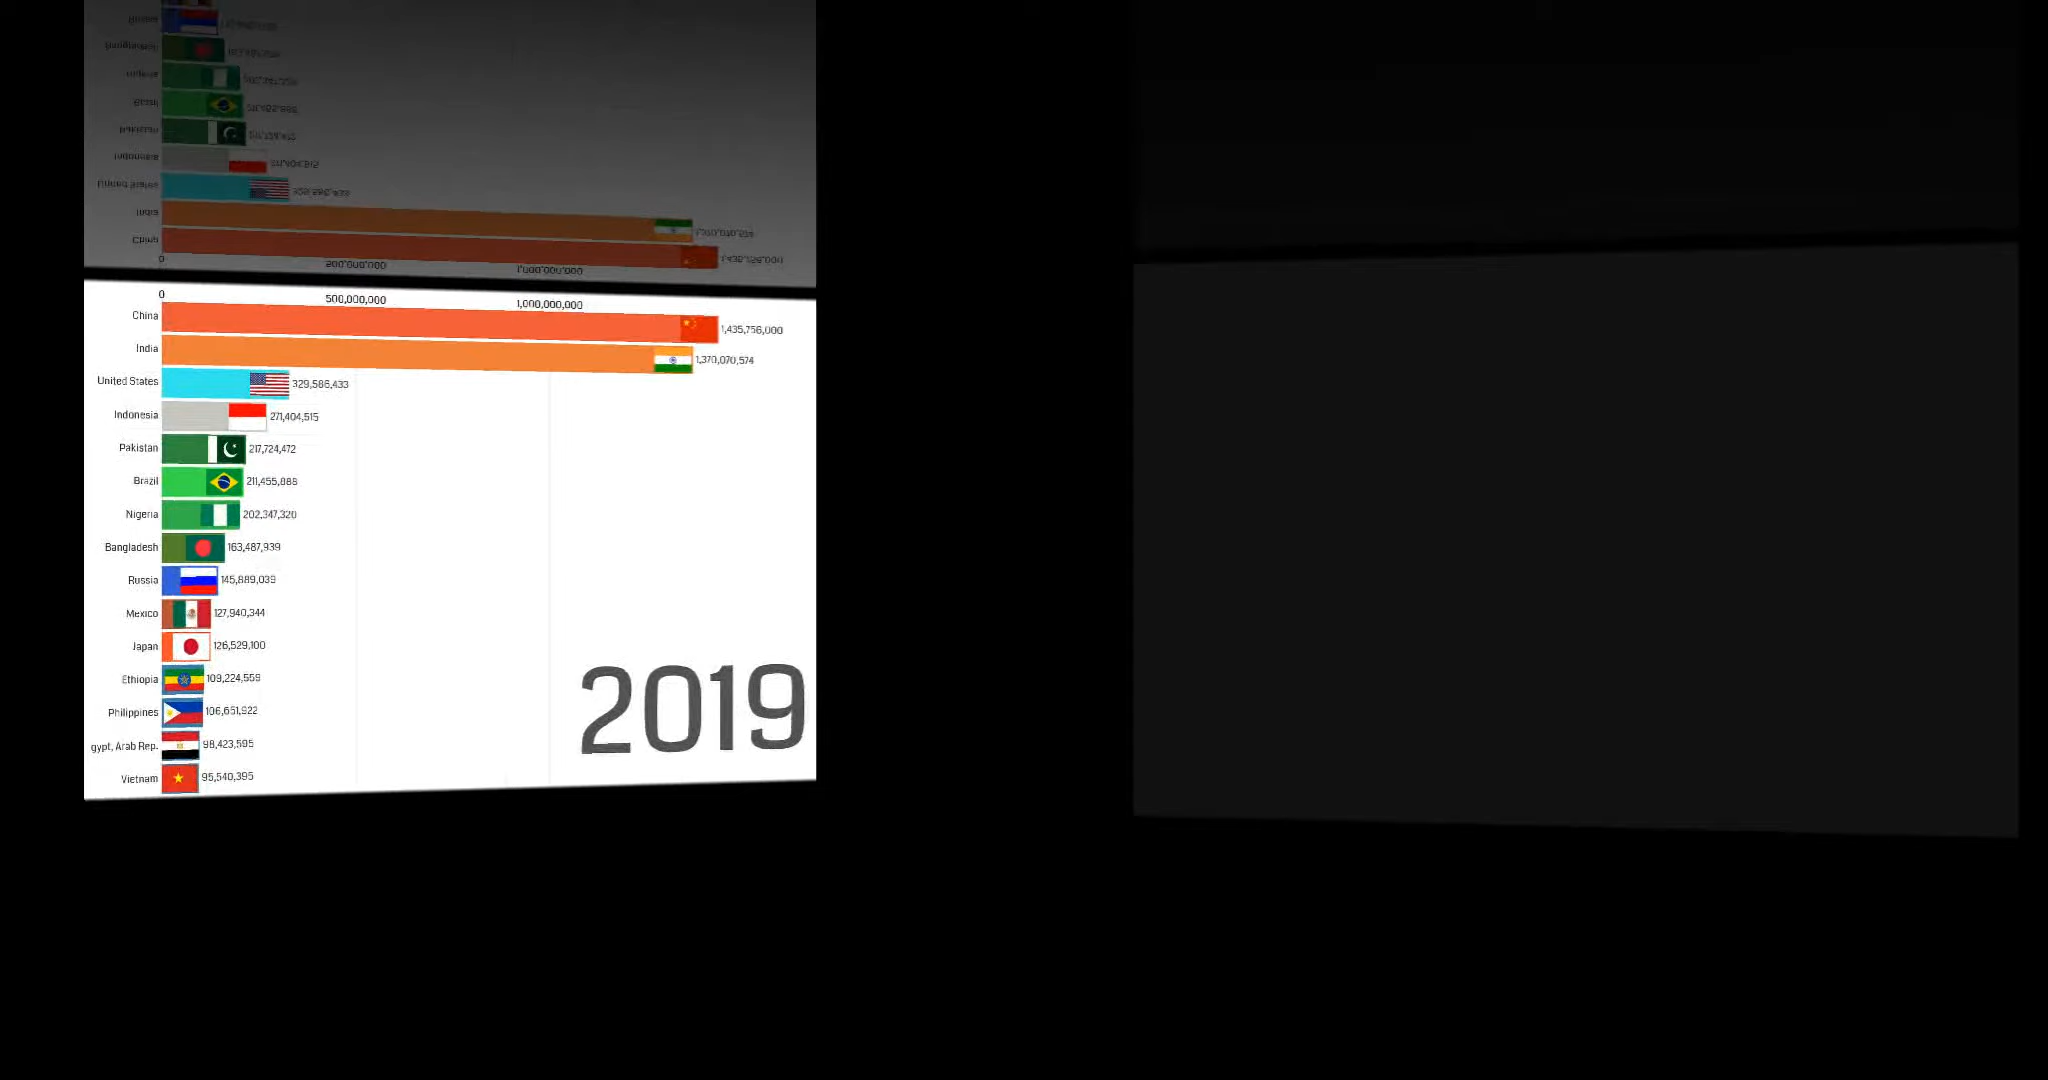 0 500,000,000 1,000,000,000
China 1,435,756,000
India 1,370,070,574
United States 329,586,433
Indonesia 271,404,515
Pakistan 217,724,472
Brazil 211,455,888
Nigeria 202,347,320
Bangladesh 163,487,939
Russia 145,889,039
Mexico 127,940,344
Japan 126,529,100
Ethiopia 109,224,559
Philippines 106,651,922
gypt, Arab Rep. 98,423,595
Vietnam 95,540,395
2019